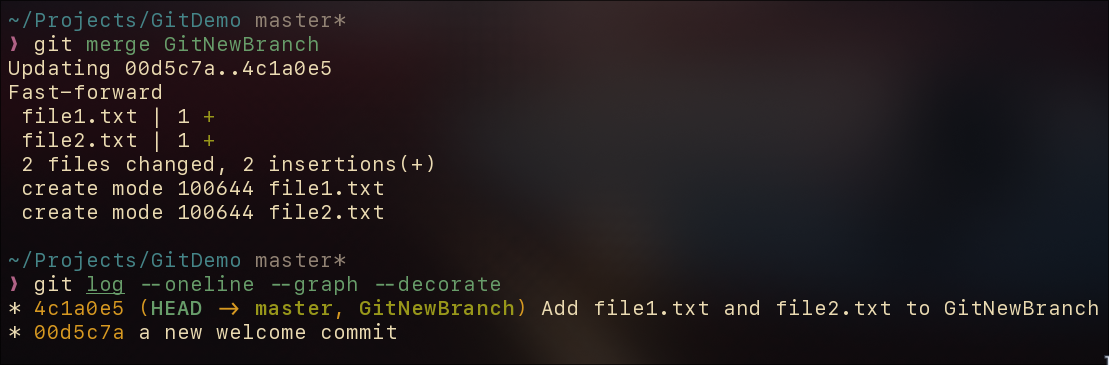 ~/Projects/GitDemo master*
❱ git merge GitNewBranch
Updating 00d5c7a..4c1a0e5
Fast-forward
 file1.txt | 1 +
 file2.txt | 1 +
 2 files changed, 2 insertions(+)
 create mode 100644 file1.txt
 create mode 100644 file2.txt

~/Projects/GitDemo master*
❱ git log --oneline --graph --decorate
* 4c1a0e5 (HEAD -> master, GitNewBranch) Add file1.txt and file2.txt to GitNewBranch
* 00d5c7a a new welcome commit